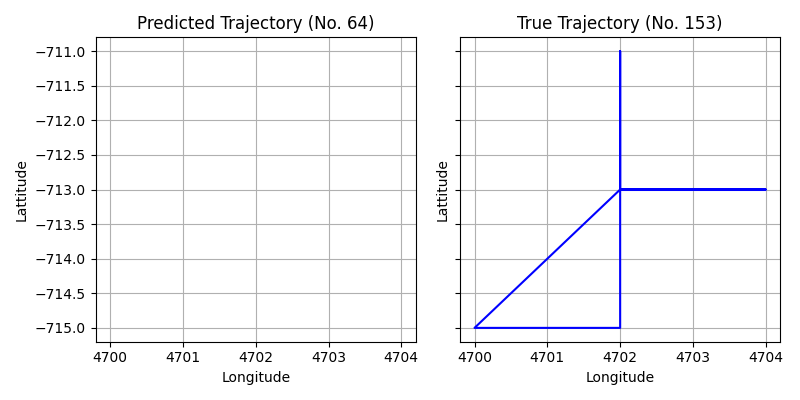 Predicted Trajectory (No. 64)
Lattitude
−711.0
−711.5
−712.0
−712.5
−713.0
−713.5
−714.0
−714.5
−715.0
4700 4701 4702 4703 4704
Longitude
True Trajectory (No. 153)
Lattitude
4700 4701 4702 4703 4704
Longitude